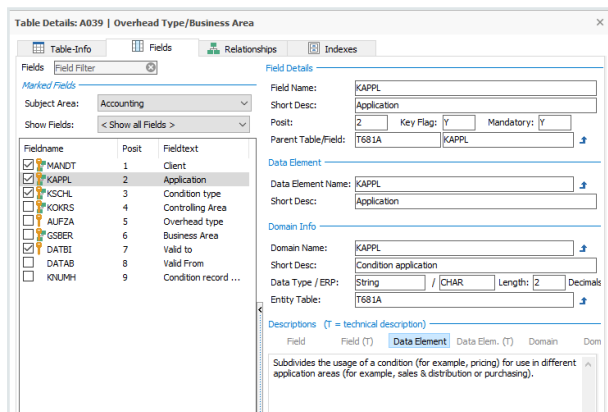 Table Details: A039 | Overhead Type/Business Area
Table-Info Fields Relationships Indexes
Fields Field Filter
Marked Fields
Subject Area: Accounting
Show Fields: < Show all Fields >
Fieldname Posit Fieldtext
MANDT 1 Client
KAPPL 2 Application
KSCHL 3 Condition type
KOKRS 4 Controlling Area
AUFZA 5 Overhead type
GSBER 6 Business Area
DATBI 7 Valid to
DATAB 8 Valid From
KNUMH 9 Condition record ...
Field Details
Field Name: KAPPL
Short Desc: Application
Posit: 2 Key Flag: Y Mandatory: Y
Parent Table/Field: T681A KAPPL
Data Element
Data Element Name: KAPPL
Short Desc: Application
Domain Info
Domain Name: KAPPL
Short Desc: Condition application
Data Type / ERP: String / CHAR Length: 2 Decimals
Entity Table: T681A
Descriptions (T = technical description)
Field Field (T) Data Element Data Elem. (T) Domain Dom
Subdivides the usage of a condition (for example, pricing) for use in different
application areas (for example, sales & distribution or purchasing).